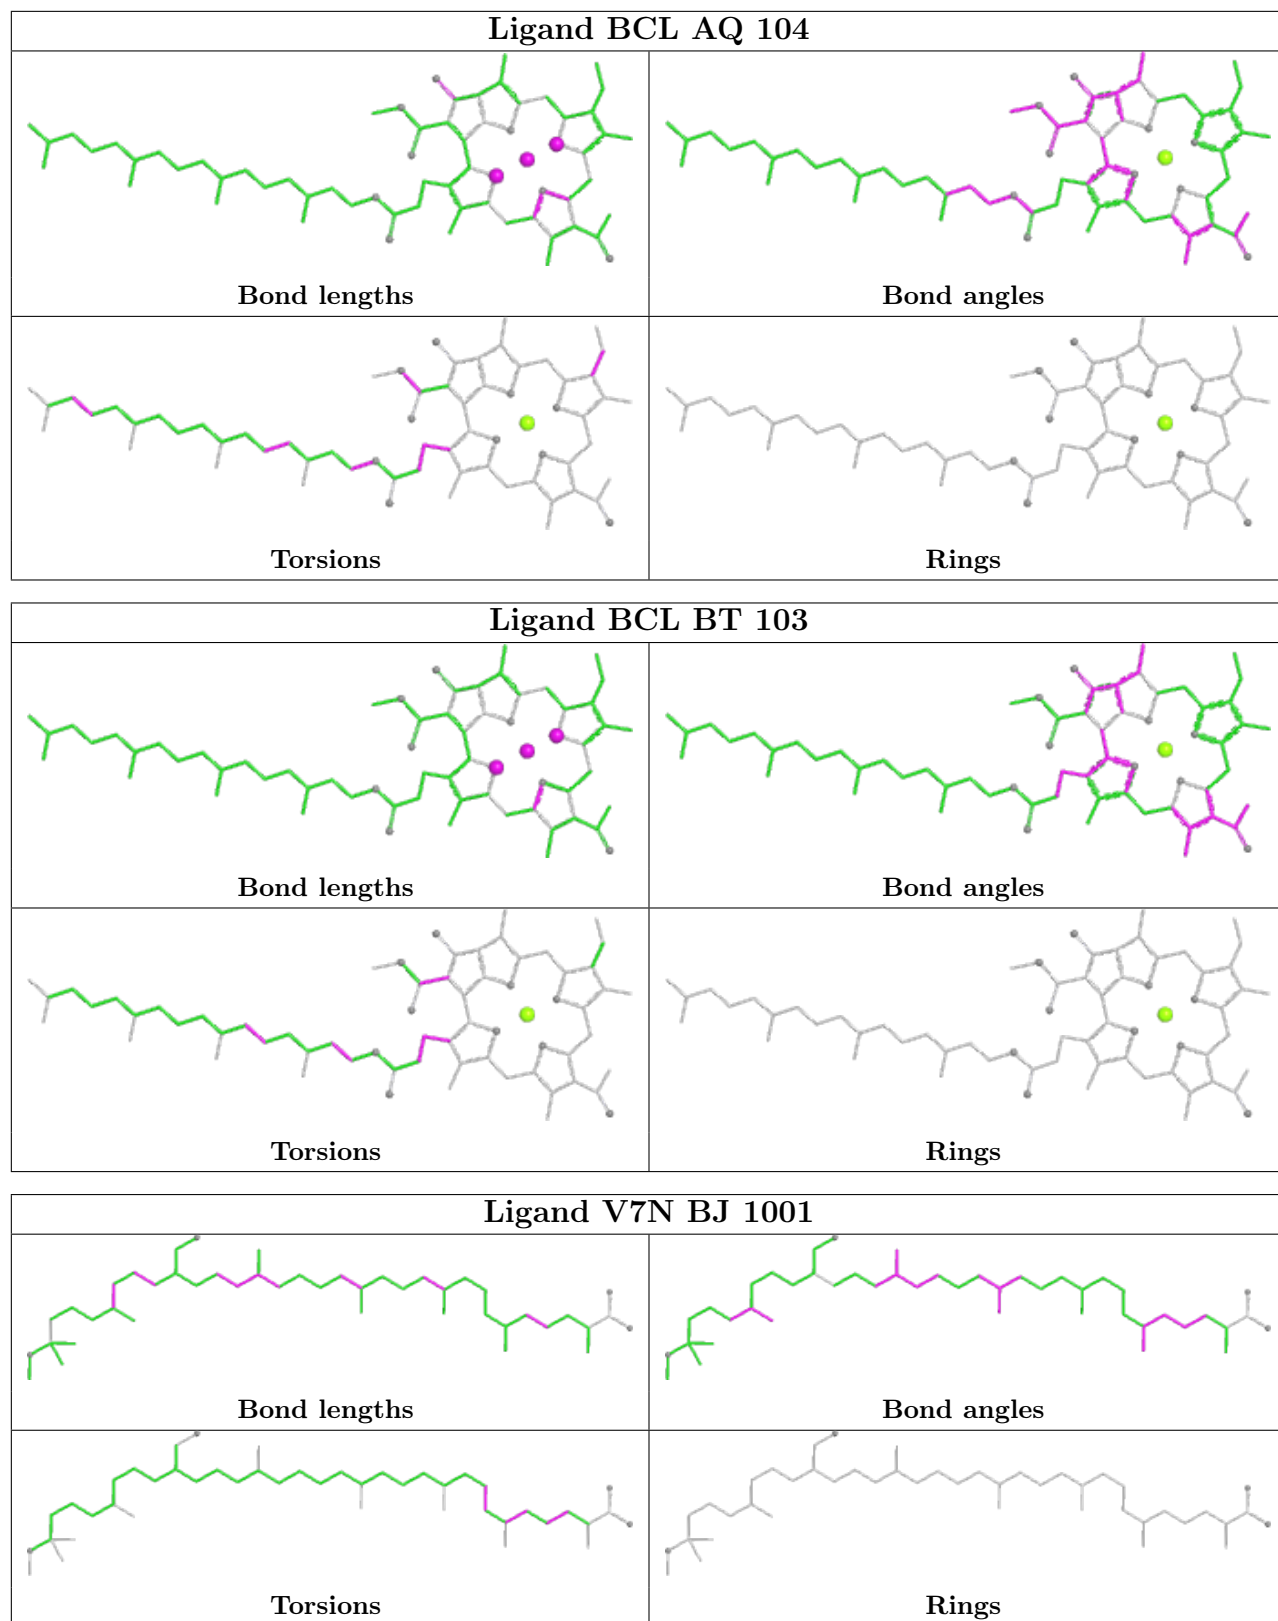 Ligand BCL AQ 104
Bond lengths
Bond angles
Torsions
Rings
Ligand BCL BT 103
Bond lengths
Bond angles
Torsions
Rings
Ligand V7N BJ 1001
Bond lengths
Bond angles
Torsions
Rings